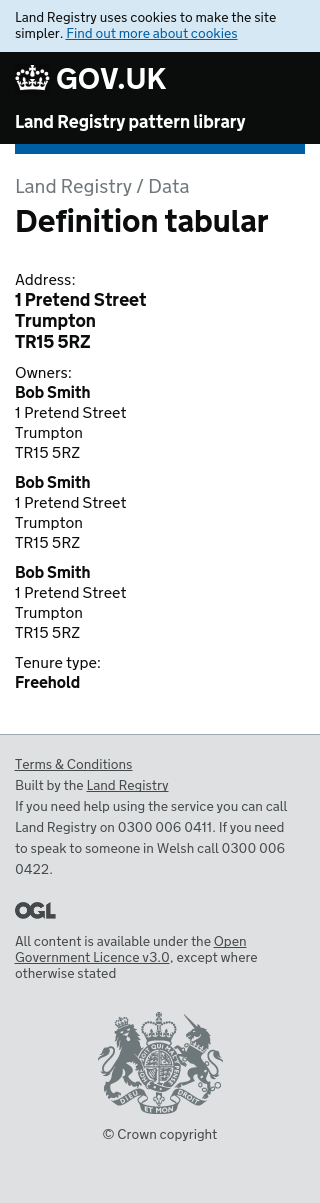 Land Registry uses cookies to make the site
simpler. Find out more about cookies
GOV.UK
Land Registry pattern library
Land Registry / Data
Definition tabular
Address:
1 Pretend Street
Trumpton
TR15 5RZ
Owners:
Bob Smith
1 Pretend Street
Trumpton
TR15 5RZ
Bob Smith
1 Pretend Street
Trumpton
TR15 5RZ
Bob Smith
1 Pretend Street
Trumpton
TR15 5RZ
Tenure type:
Freehold
Terms & Conditions
Built by the Land Registry
If you need help using the service you can call
Land Registry on 0300 006 0411. If you need
to speak to someone in Welsh call 0300 006
0422.
OGL
All content is available under the Open
Government Licence v3.0, except where
otherwise stated
DIEU ET MON DROIT
© Crown copyright